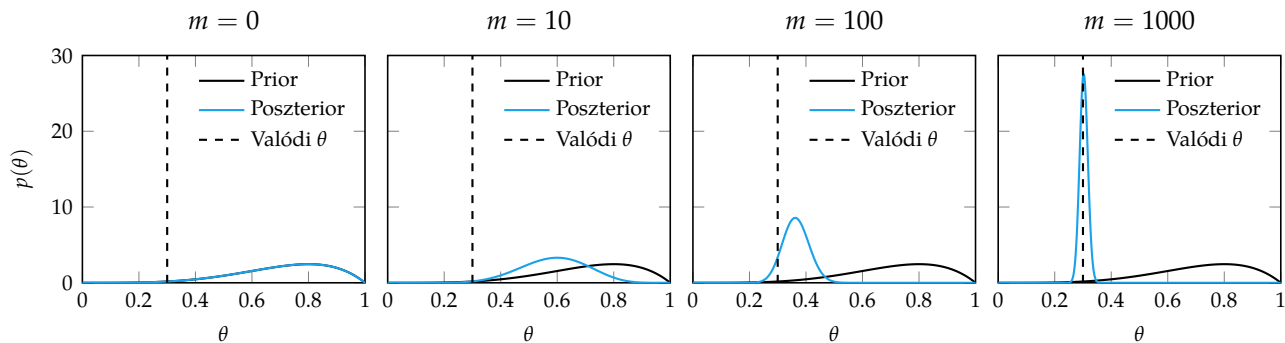 m = 0
m = 10
m = 100
m = 1000
30
20
10
0
p(θ)
Prior
Poszterior
Valódi θ
0 0.2 0.4 0.6 0.8 1
θ
Prior
Poszterior
Valódi θ
0 0.2 0.4 0.6 0.8 1
θ
Prior
Poszterior
Valódi θ
0 0.2 0.4 0.6 0.8 1
θ
Prior
Poszterior
Valódi θ
0 0.2 0.4 0.6 0.8 1
θ